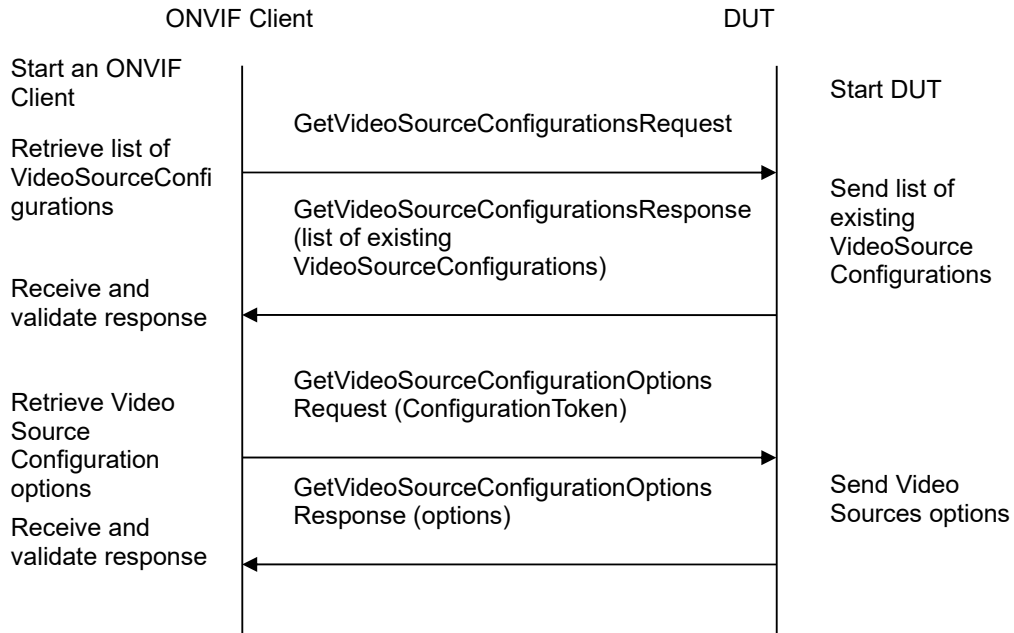 ONVIF Client
DUT
Start an ONVIF
Client
Start DUT
GetVideoSourceConfigurationsRequest
Retrieve list of
VideoSourceConfi
gurations
Send list of
existing
VideoSource
Configurations
GetVideoSourceConfigurationsResponse
(list of existing
VideoSourceConfigurations)
Receive and
validate response
GetVideoSourceConfigurationOptions
Request (ConfigurationToken)
Retrieve Video
Source
Configuration
options
GetVideoSourceConfigurationOptions
Response (options)
Send Video
Sources options
Receive and
validate response